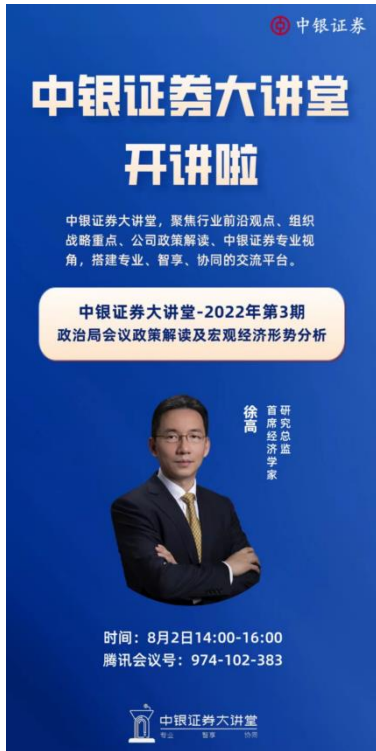 中银证券
中银证券大讲堂
开讲啦
中银证券大讲堂，聚焦行业前沿观点、组织
战略重点、公司政策解读、中银证券专业视
角，搭建专业、智享、协同的交流平台。
中银证券大讲堂-2022年第3期
政治局会议政策解读及宏观经济形势分析
徐高
研究总监
首席经济学家
时间：8月2日14:00-16:00
腾讯会议号：974-102-383
中银证券大讲堂
专业 智享 协同